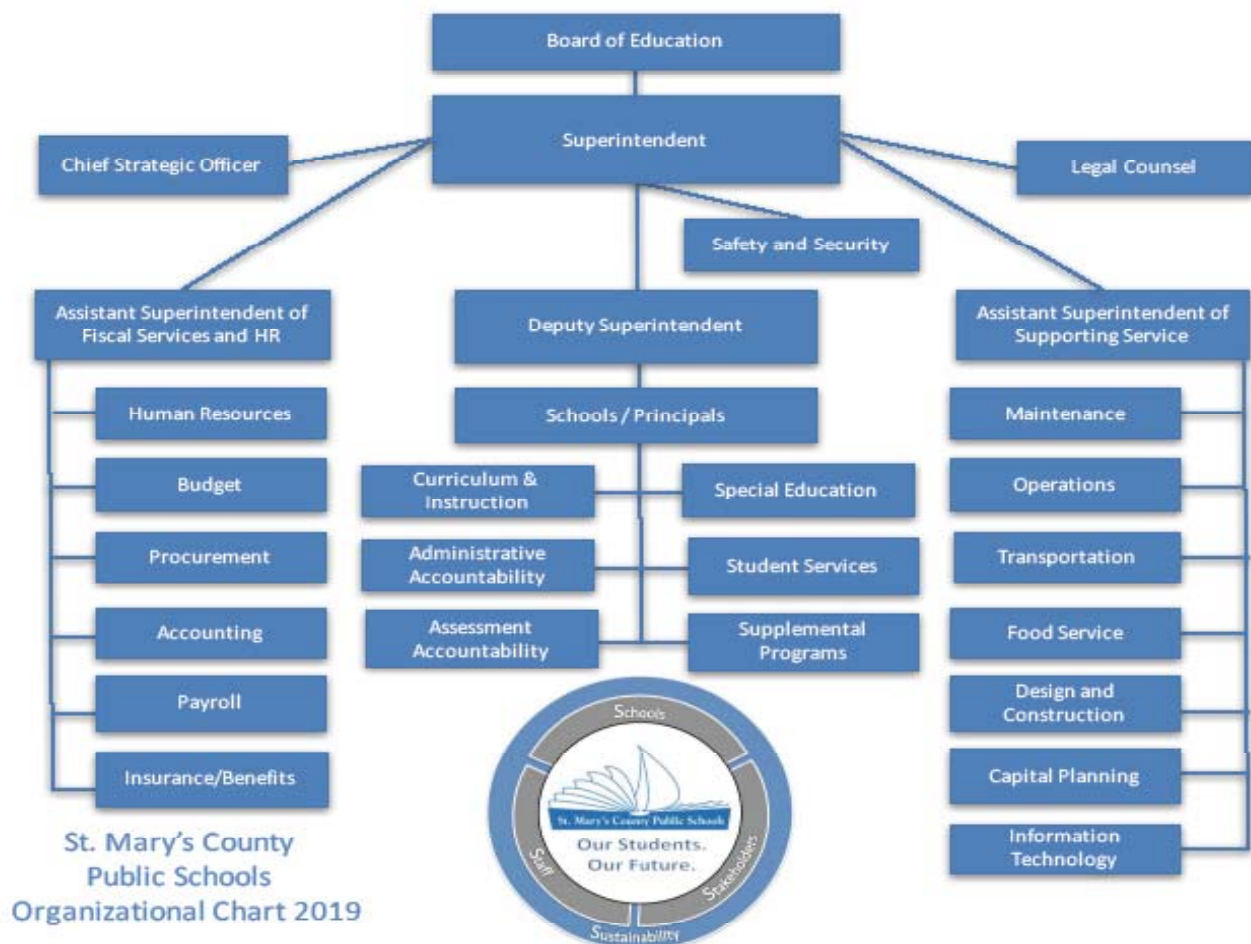 Board of Education
Superintendent
Chief Strategic Officer
Legal Counsel
Safety and Security
Assistant Superintendent of
Fiscal Services and HR
Deputy Superintendent
Assistant Superintendent of
Supporting Service
Human Resources
Budget
Procurement
Accounting
Payroll
Insurance/Benefits
Schools / Principals
Curriculum &
Instruction
Special Education
Administrative
Accountability
Student Services
Assessment
Accountability
Supplemental
Programs
Maintenance
Operations
Transportation
Food Service
Design and
Construction
Capital Planning
Information
Technology
Schools
Staff
Stakeholders
St. Mary's County Public Schools
Our Students.
Our Future.
Sustainability
St. Mary's County
Public Schools
Organizational Chart 2019